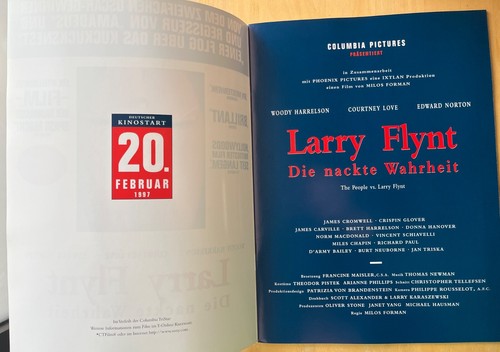 DEUTSCHER
KINOSTART
20.
FEBRUAR
1997
Im Verleih der Columbia TriStar
COLUMBIA PICTURES
PRÄSENTIERT
in Zusammenarbeit
mit PHOENIX PICTURES eine IXTLAN Produktion
einen Film von MILOS FORMAN
WOODY HARRELSON COURTNEY LOVE EDWARD NORTON
Larry Flynt
Die nackte Wahrheit
The People vs. Larry Flynt
JAMES CROMWELL · CRISPIN GLOVER
JAMES CARVILLE · BRETT HARRELSON · DONNA HANOVER
NORM MACDONALD · VINCENT SCHIAVELLI
MILES CHAPIN · RICHARD PAUL
D'ARMY BAILEY · BURT NEUBORNE · JAN TRISKA
Besetzung FRANCINE MAISLER, C.S.A. Musik THOMAS NEWMAN
Kostüme THEODOR PISTEK ARIANNE PHILLIPS Schnitt CHRISTOPHER TELLEFSEN
Produktionsdesign PATRIZIA VON BRANDENSTEIN Kamera PHILIPPE ROUSSELOT, A.F.C.
Drehbuch SCOTT ALEXANDER & LARRY KARASZEWSKI
Produzenten OLIVER STONE JANET YANG MICHAEL HAUSMAN
Regie MILOS FORMAN